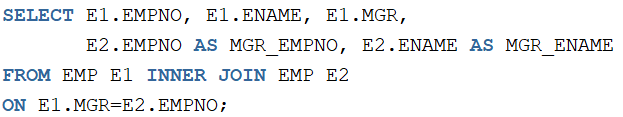 SELECT E1.EMPNO, E1.ENAME, E1.MGR,
E2.EMPNO AS MGR_EMPNO, E2.ENAME AS MGR_ENAME
FROM EMP E1 INNER JOIN EMP E2
ON E1.MGR=E2.EMPNO;